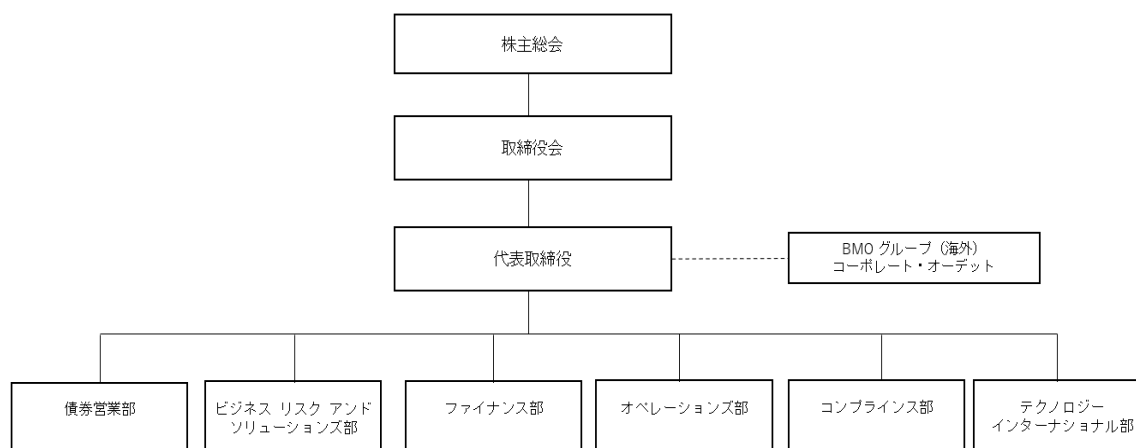 株主総会
取締役会
代表取締役
BMO グループ（海外）
コーポレート・オーデット
債券営業部
ビジネス リスク アンド
ソリューションズ部
ファイナンス部
オペレーションズ部
コンプラインス部
テクノロジー
インターナショナル部